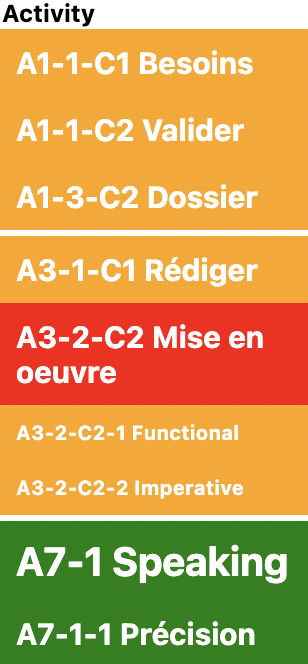 Activity
A1-1-C1 Besoins
A1-1-C2 Valider
A1-3-C2 Dossier
A3-1-C1 Rédiger
A3-2-C2 Mise en
oeuvre
A3-2-C2-1 Functional
A3-2-C2-2 Imperative
A7-1 Speaking
A7-1-1 Précision